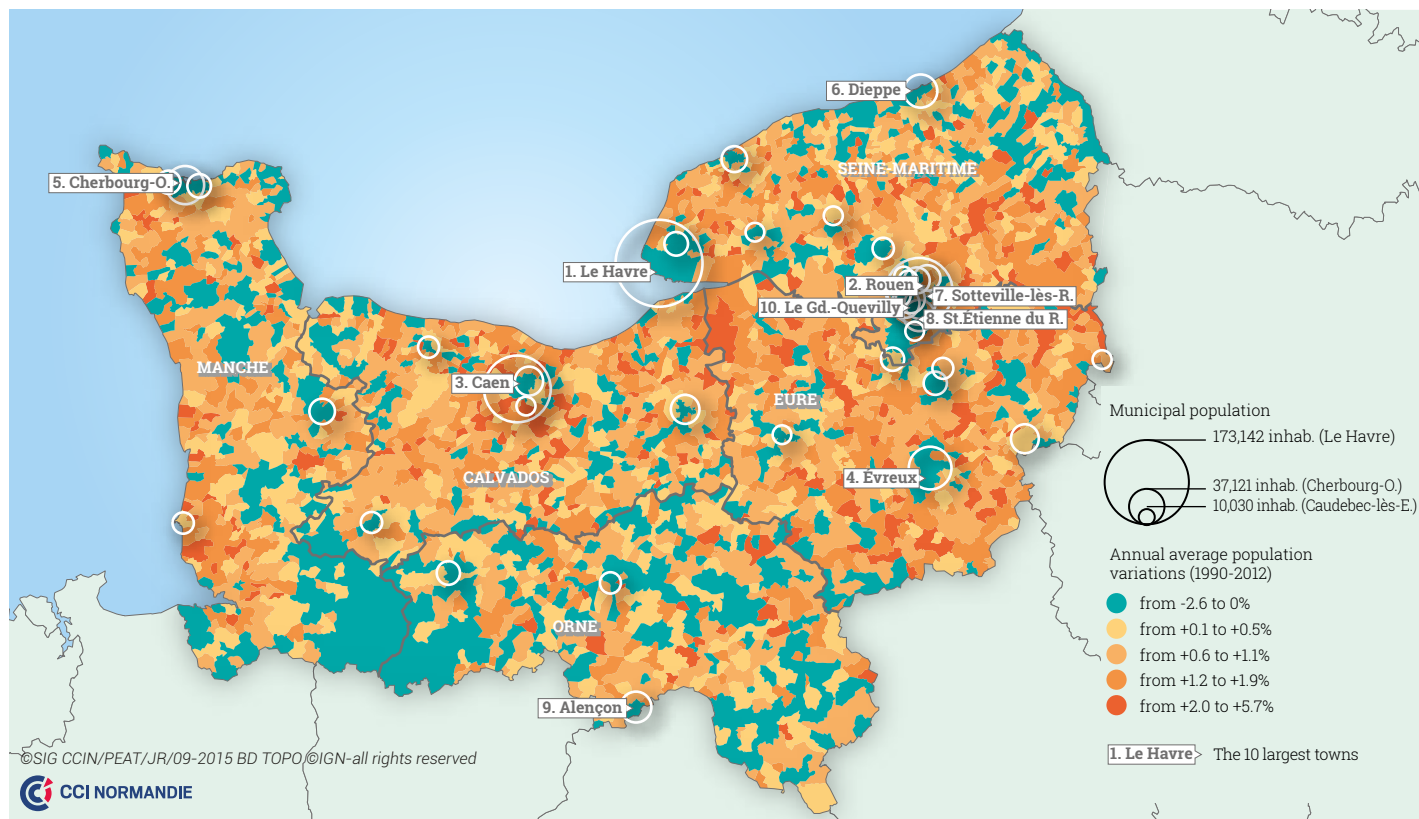 6. Dieppe
SEINE-MARITIME
5. Cherbourg-O.
1. Le Havre
2. Rouen
7. Sotteville-lès-R.
10. Le Gd.-Quevilly
8. St.Étienne du R.
MANCHE
3. Caen
EURE
CALVADOS
4. Évreux
ORNE
9. Alençon
Municipal population
173,142 inhab. (Le Havre)
37,121 inhab. (Cherbourg-O.)
10,030 inhab. (Caudebec-lès-E.)
Annual average population
variations (1990-2012)
from -2.6 to 0%
from +0.1 to +0.5%
from +0.6 to +1.1%
from +1.2 to +1.9%
from +2.0 to +5.7%
1. Le Havre The 10 largest towns
©SIG CCIN/PEAT/JR/09-2015 BD TOPO ©IGN-all rights reserved
CCI NORMANDIE